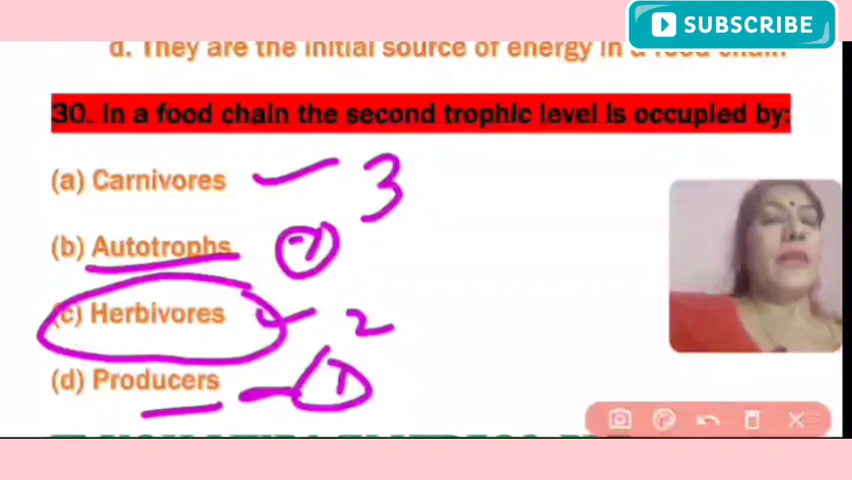 SUBSCRIBE
d. They are the initial source of energy in a food chain
30. In a food chain the second trophic level is occupied by:
(a) Carnivores 3
(b) Autotrophs 1
(c) Herbivores 2
(d) Producers 1